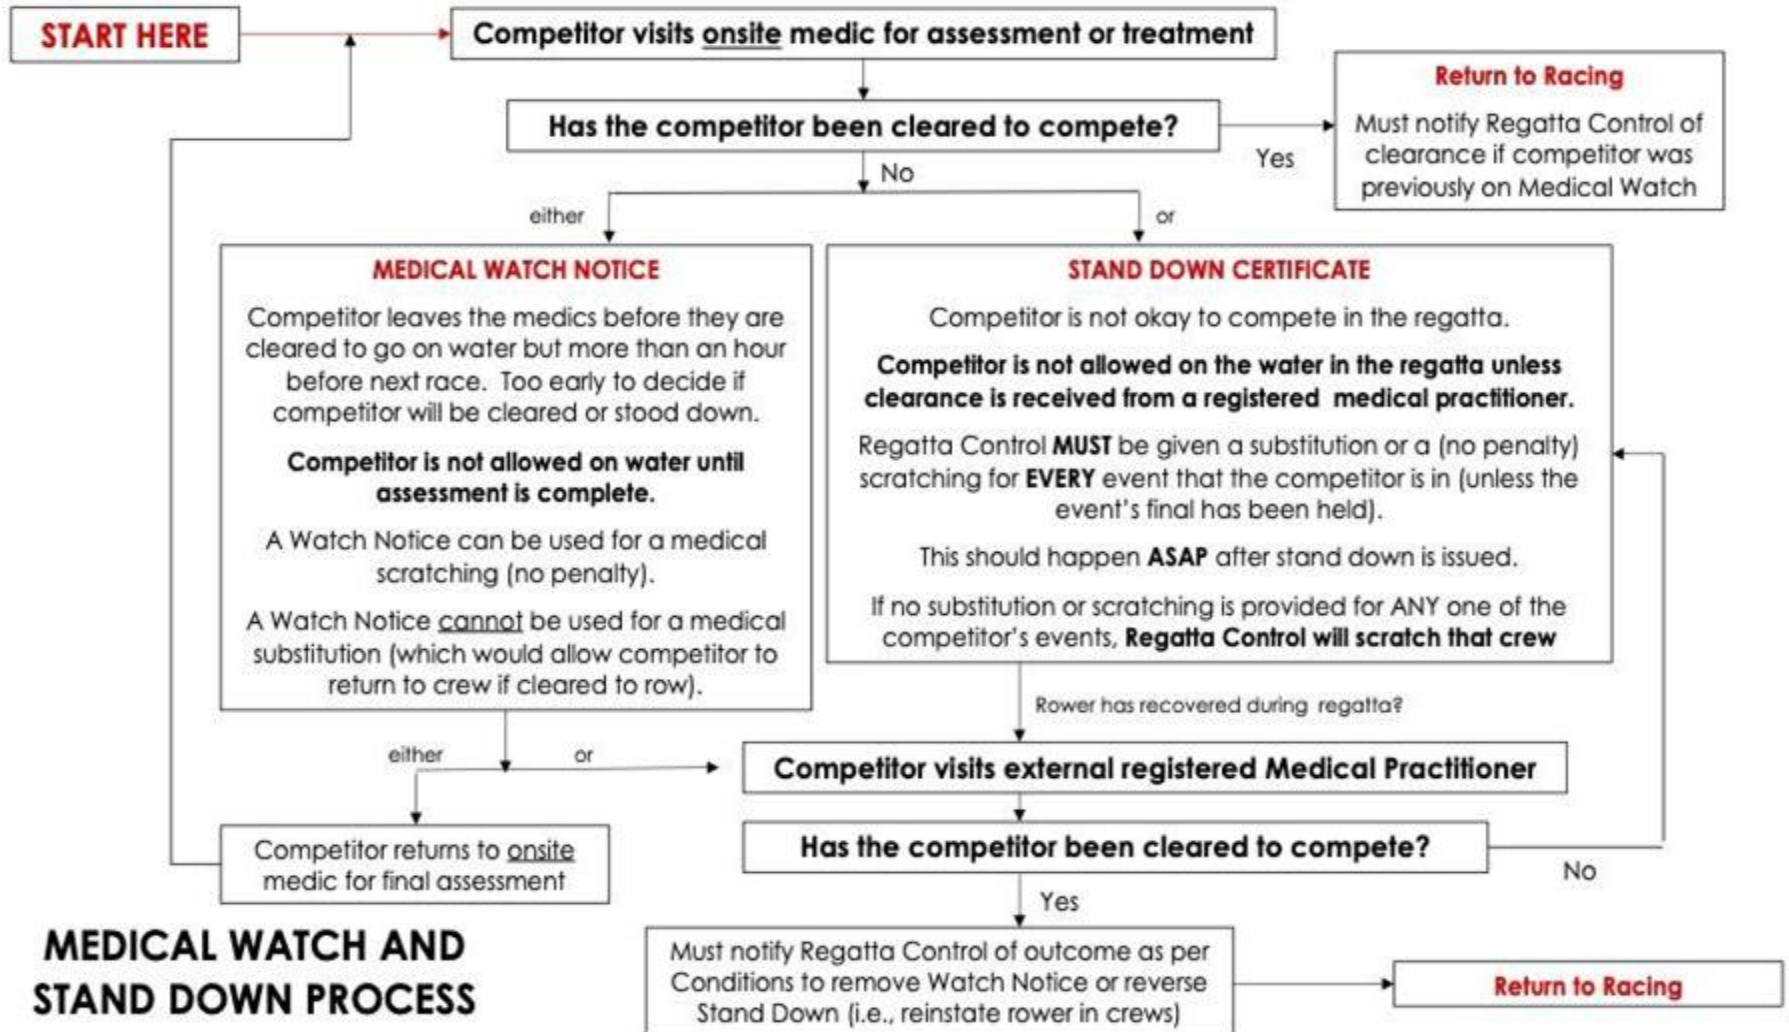 START HERE
Competitor visits onsite medic for assessment or treatment
Return to Racing
Must notify Regatta Control of
clearance if competitor was
previously on Medical Watch
Has the competitor been cleared to compete?
Yes
No
either
or
MEDICAL WATCH NOTICE
Competitor leaves the medics before they are
cleared to go on water but more than an hour
before next race. Too early to decide if
competitor will be cleared or stood down.
Competitor is not allowed on water until
assessment is complete.
A Watch Notice can be used for a medical
scratching (no penalty).
A Watch Notice cannot be used for a medical
substitution (which would allow competitor to
return to crew if cleared to row).
STAND DOWN CERTIFICATE
Competitor is not okay to compete in the regatta.
Competitor is not allowed on the water in the regatta unless
clearance is received from a registered medical practitioner.
Regatta Control MUST be given a substitution or a (no penalty)
scratching for EVERY event that the competitor is in (unless the
event's final has been held).
This should happen ASAP after stand down is issued.
If no substitution or scratching is provided for ANY one of the
competitor's events, Regatta Control will scratch that crew
Rower has recovered during regatta?
either
or
Competitor visits external registered Medical Practitioner
Competitor returns to onsite
medic for final assessment
Has the competitor been cleared to compete?
No
Yes
Must notify Regatta Control of outcome as per
Conditions to remove Watch Notice or reverse
Stand Down (i.e., reinstate rower in crews)
Return to Racing
MEDICAL WATCH AND
STAND DOWN PROCESS